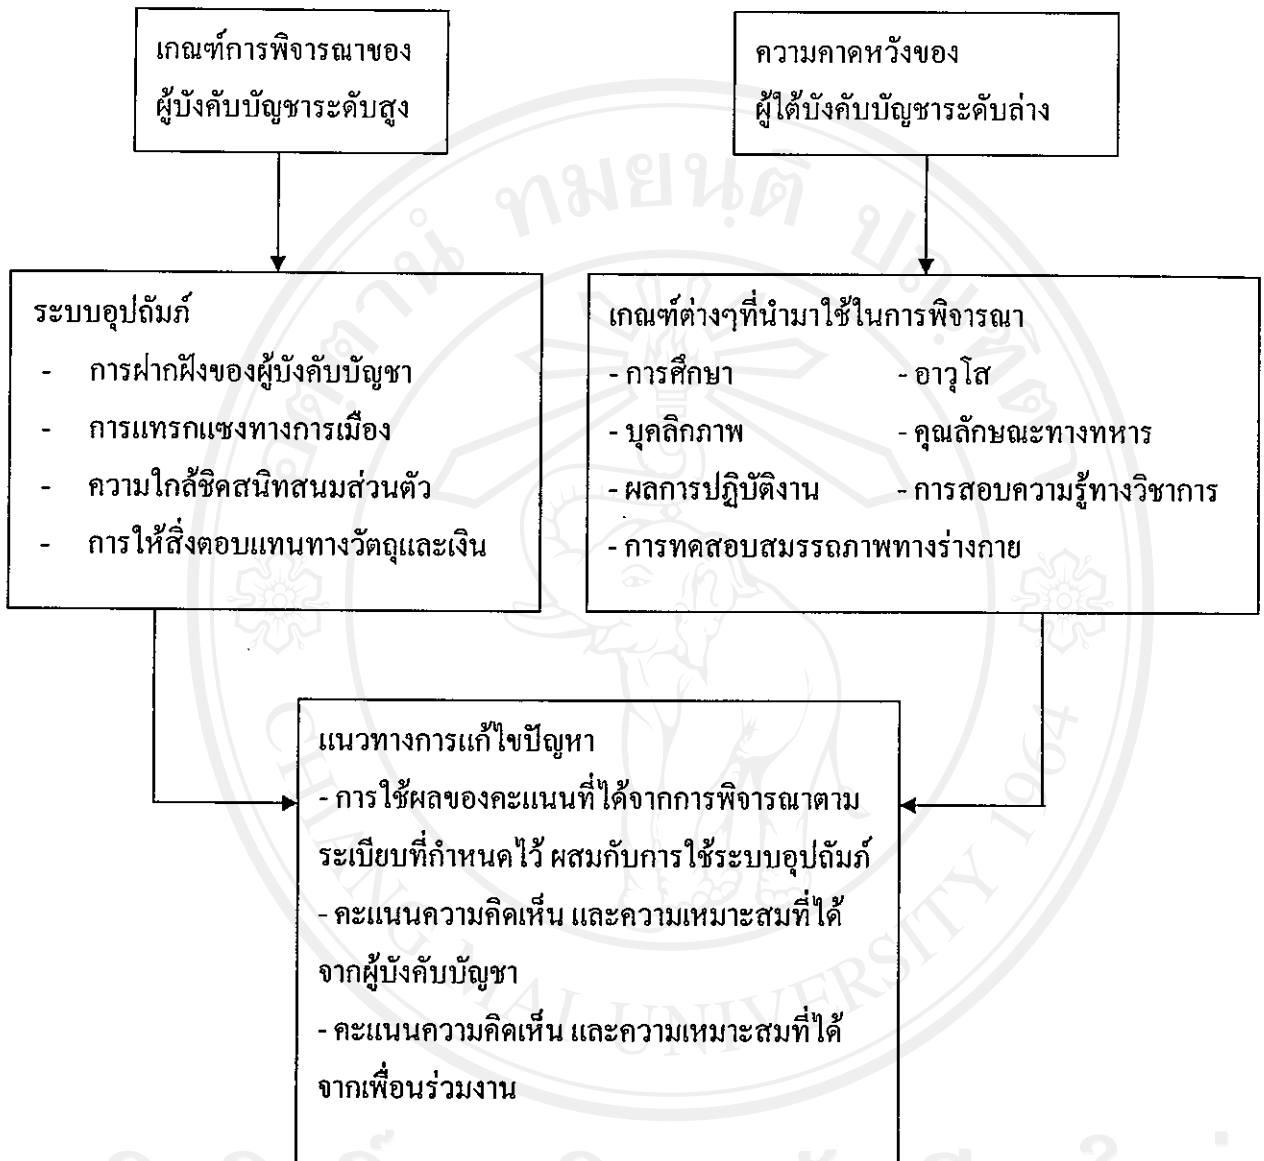 เกณฑ์การพิจารณาของ
ผู้บังคับบัญชาระดับสูง
ความคาดหวังของ
ผู้ใต้บังคับบัญชาระดับล่าง
ระบบอุปถัมภ์
- การฝากฝังของผู้บังคับบัญชา
- การแทรกแซงทางการเมือง
- ความใกล้ชิดสนิทสนมส่วนตัว
- การให้สิ่งตอบแทนทางวัตถุและเงิน
เกณฑ์ต่างๆที่นำมาใช้ในการพิจารณา
- การศึกษา - อาวุโส
- บุคลิกภาพ - คุณลักษณะทางทหาร
- ผลการปฏิบัติงาน - การสอบความรู้ทางวิชาการ
- การทดสอบสมรรถภาพทางร่างกาย
แนวทางการแก้ไขปัญหา
- การใช้ผลของคะแนนที่ได้จากการพิจารณาตาม
ระเบียบที่กำหนดไว้ ผสมกับการใช้ระบบอุปถัมภ์
- คะแนนความคิดเห็น และความเหมาะสมที่ได้
จากผู้บังคับบัญชา
- คะแนนความคิดเห็น และความเหมาะสมที่ได้
จากเพื่อนร่วมงาน
อตฺตานํ ทมยนฺติ ปณฺฑิตา
CHIANG MAI UNIVERSITY 1964